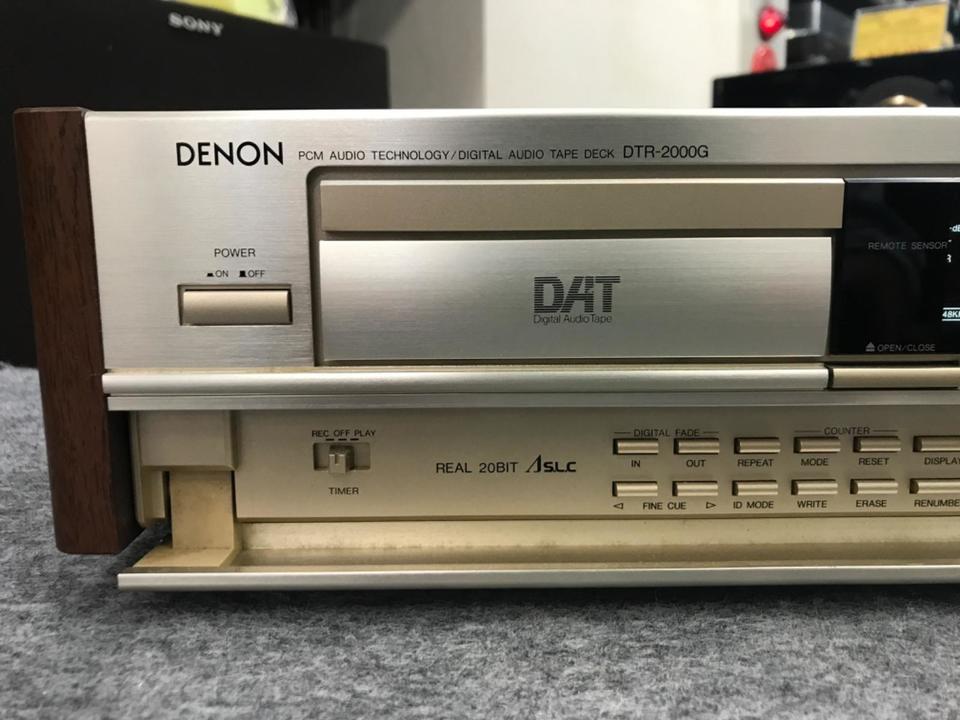 SONY
DENON PCM AUDIO TECHNOLOGY/DIGITAL AUDIO TAPE DECK DTR-2000G
POWER
ON OFF
DAT
Digital Audio Tape
REMOTE SENSOR
OPEN/CLOSE
REC OFF PLAY
TIMER
REAL 20BIT S.L.C
DIGITAL FADE COUNTER
IN OUT REPEAT MODE RESET DISPLAY
FINE CUE ID MODE WRITE ERASE RENUMBE